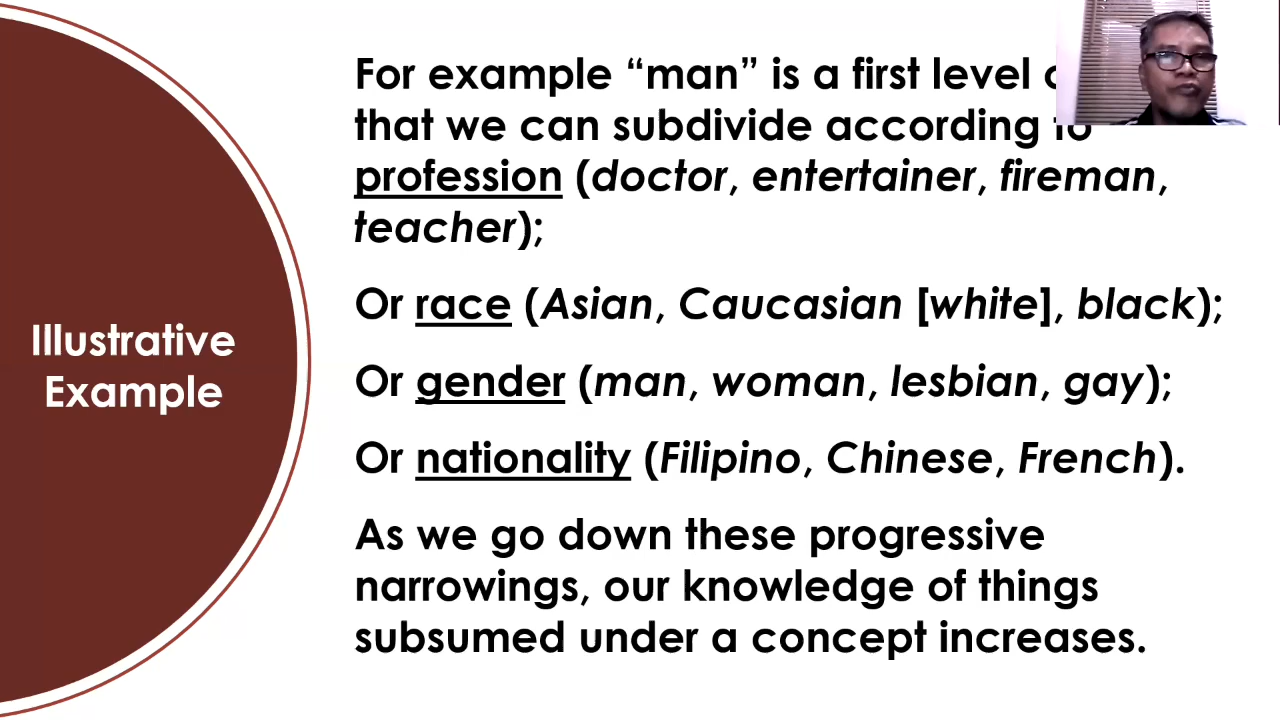 Illustrative
Example
For example “man” is a first level
that we can subdivide according to
profession (doctor, entertainer, fireman,
teacher);
Or race (Asian, Caucasian [white], black);
Or gender (man, woman, lesbian, gay);
Or nationality (Filipino, Chinese, French).
As we go down these progressive
narrowings, our knowledge of things
subsumed under a concept increases.